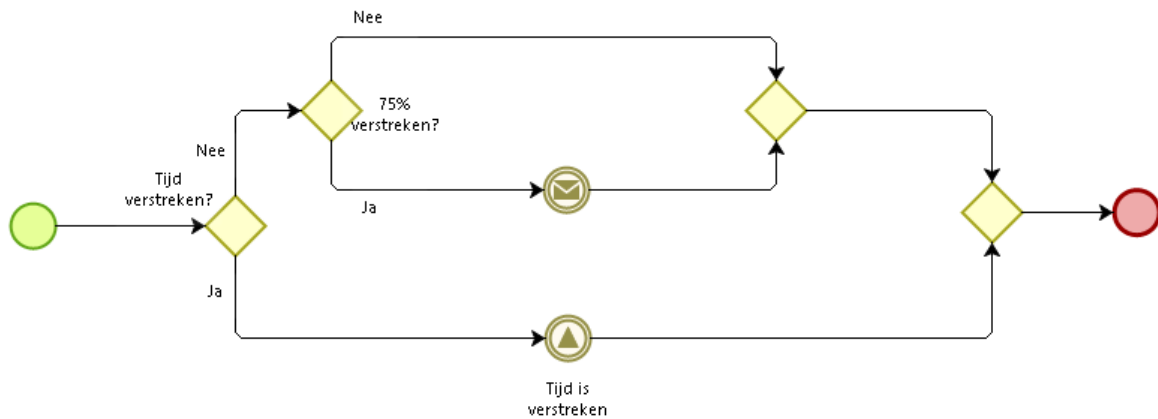 Nee
75%
verstreken?
Nee
Tijd
verstreken?
Ja
Ja
Tijd is
verstreken